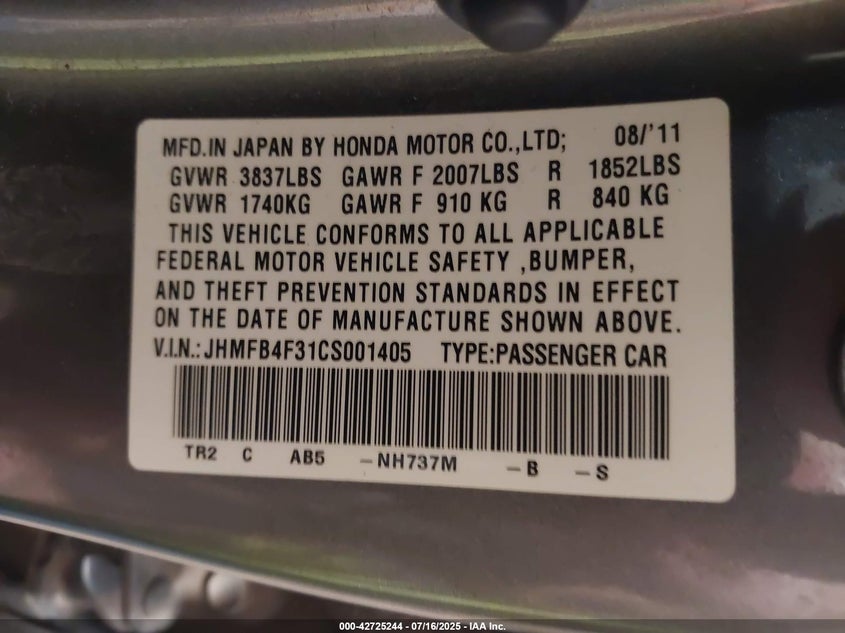 MFD.IN JAPAN BY HONDA MOTOR CO.,LTD; 08/'11
GVWR 3837LBS GAWR F 2007LBS R 1852LBS
GVWR 1740KG GAWR F 910 KG R 840 KG
THIS VEHICLE CONFORMS TO ALL APPLICABLE
FEDERAL MOTOR VEHICLE SAFETY ,BUMPER,
AND THEFT PREVENTION STANDARDS IN EFFECT
ON THE DATE OF MANUFACTURE SHOWN ABOVE.
V.I.N.: JHMFB4F31CS001405 TYPE:PASSENGER CAR
TR2 C AB5 -NH737M -B -S
000-42725244 - 07/16/2025 - IAA Inc.